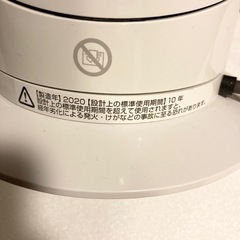 【製造年】2020【設計上の標準使用期間】10年
設計上の標準使用期間を超えて使用されますと
経年劣化による発火・けがなどの事故に至る恐れがあります。